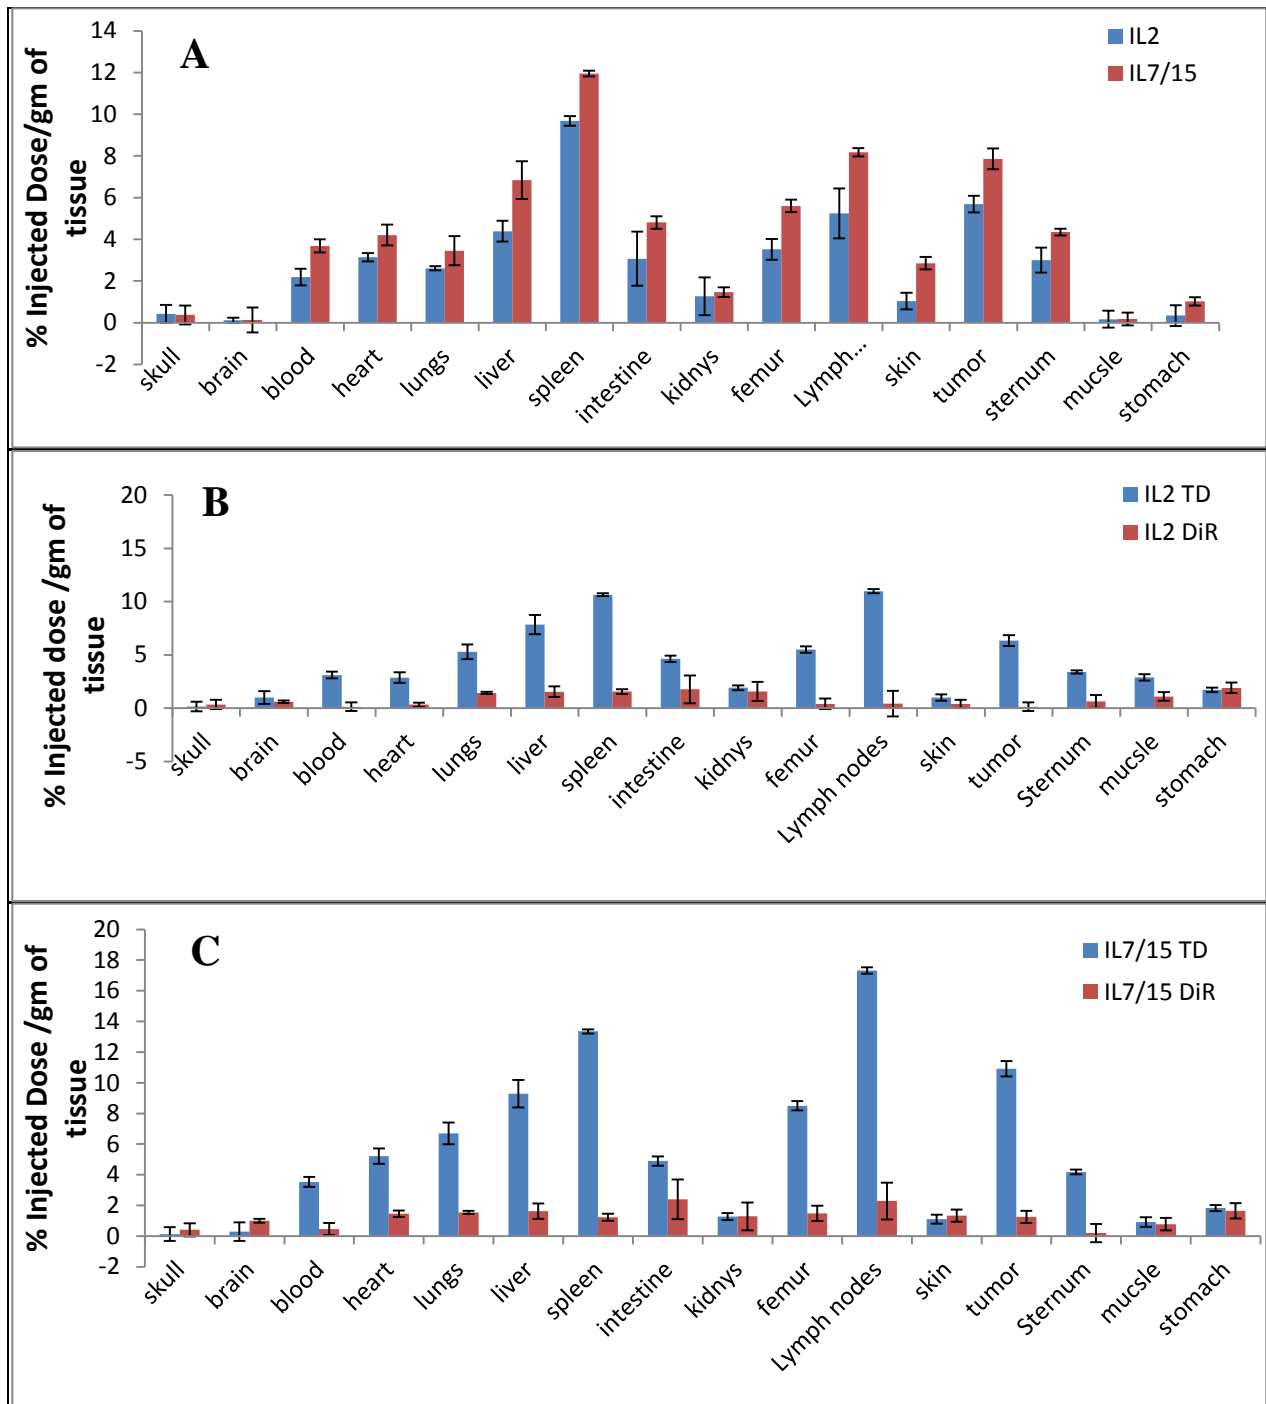 A
IL2
IL7/15
% Injected Dose/gm of
tissue
14
12
10
8
6
4
2
0
-2
skull
brain
blood
heart
lungs
liver
spleen
intestine
kidnys
femur
Lymph...
skin
tumor
sternum
mucsle
stomach
B
IL2 TD
IL2 DiR
% Injected dose /gm of
tissue
20
15
10
5
0
-5
skull
brain
blood
heart
lungs
liver
spleen
intestine
kidnys
femur
Lymph nodes
skin
tumor
Sternum
mucsle
stomach
C
IL7/15 TD
IL7/15 DiR
% Injected Dose /gm of
tissue
20
18
16
14
12
10
8
6
4
2
0
-2
skull
brain
blood
heart
lungs
liver
spleen
intestine
kidnys
femur
Lymph nodes
skin
tumor
Sternum
mucsle
stomach